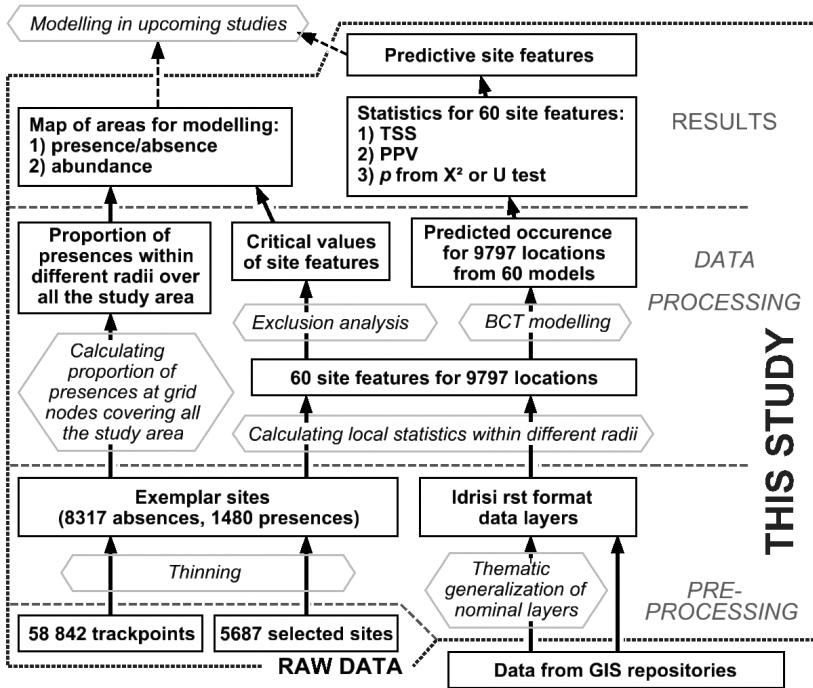 Modelling in upcoming studies
Predictive site features
Map of areas for modelling:
1) presence/absence
2) abundance
Statistics for 60 site features:
1) TSS
2) PPV
3) p from X² or U test
RESULTS
Proportion of
presences within
different radii over
all the study area
Critical values
of site features
Predicted occurence
for 9797 locations
from 60 models
DATA
PROCESSING
Exclusion analysis
BCT modelling
Calculating
proportion of
presences at grid
nodes covering all
the study area
60 site features for 9797 locations
Calculating local statistics within different radii
THIS STUDY
Exemplar sites
(8317 absences, 1480 presences)
Idrisi rst format
data layers
Thinning
Thematic
generalization of
nominal layers
PRE-
PROCESSING
58 842 trackpoints
5687 selected sites
RAW DATA
Data from GIS repositories